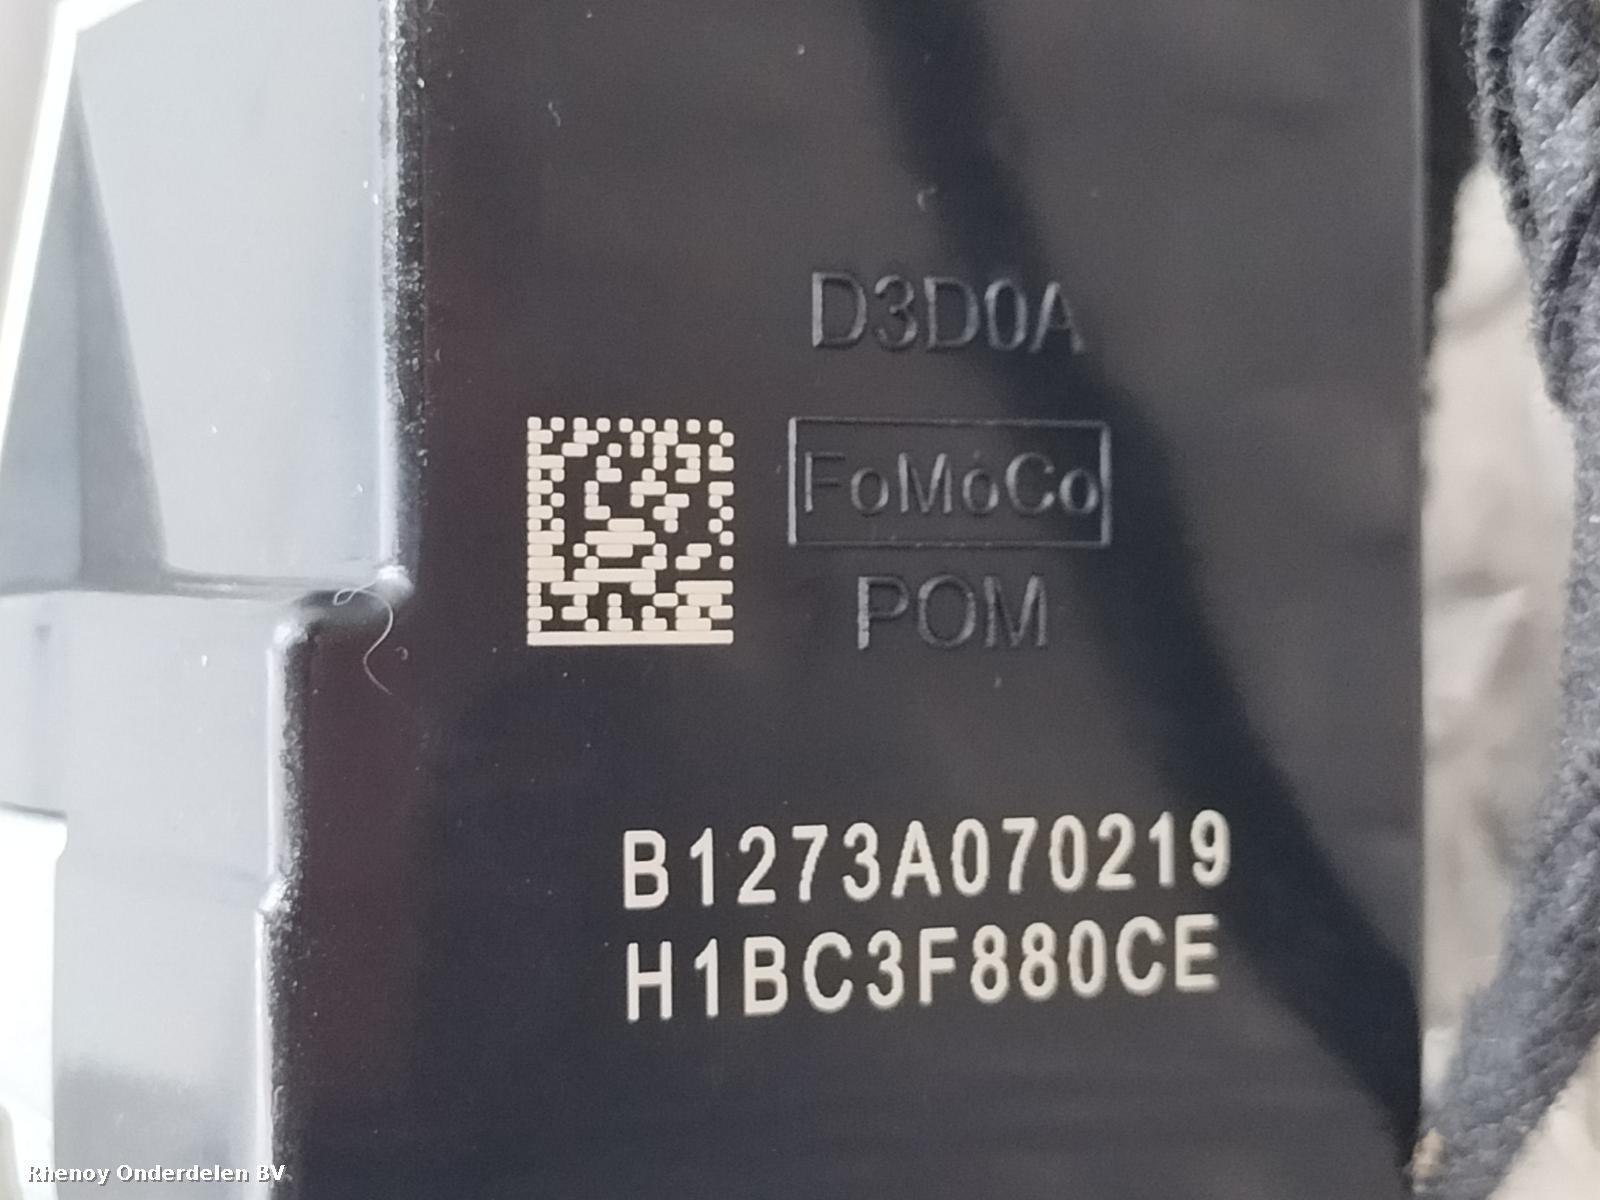 D3D0A
FoMoCo
POM
B1273A070219
H1BC3F880CE
Rhenoy Onderdelen BV